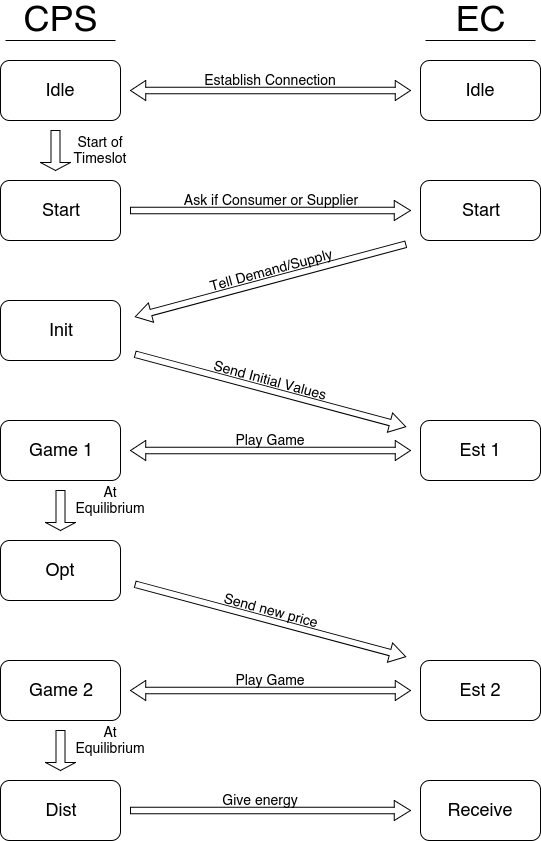 CPS
EC
Idle
Establish Connection
Idle
Start of
Timeslot
Start
Ask if Consumer or Supplier
Start
Tell Demand/Supply
Init
Send Initial Values
Game 1
Play Game
Est 1
At
Equilibrium
Opt
Send new price
Game 2
Play Game
Est 2
At
Equilibrium
Dist
Give energy
Receive